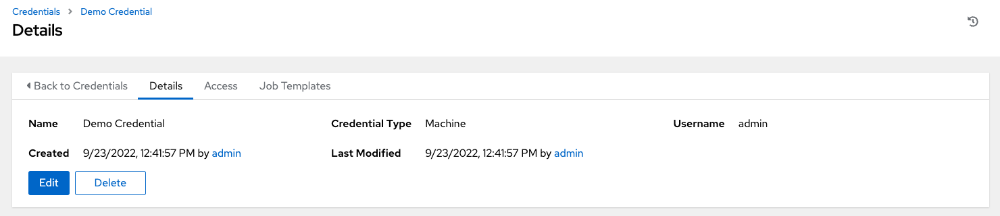 Credentials > Demo Credential
Details
Back to Credentials Details Access Job Templates
Name Demo Credential Credential Type Machine Username admin
Created 9/23/2022, 12:41:57 PM by admin Last Modified 9/23/2022, 12:41:57 PM by admin
Edit Delete